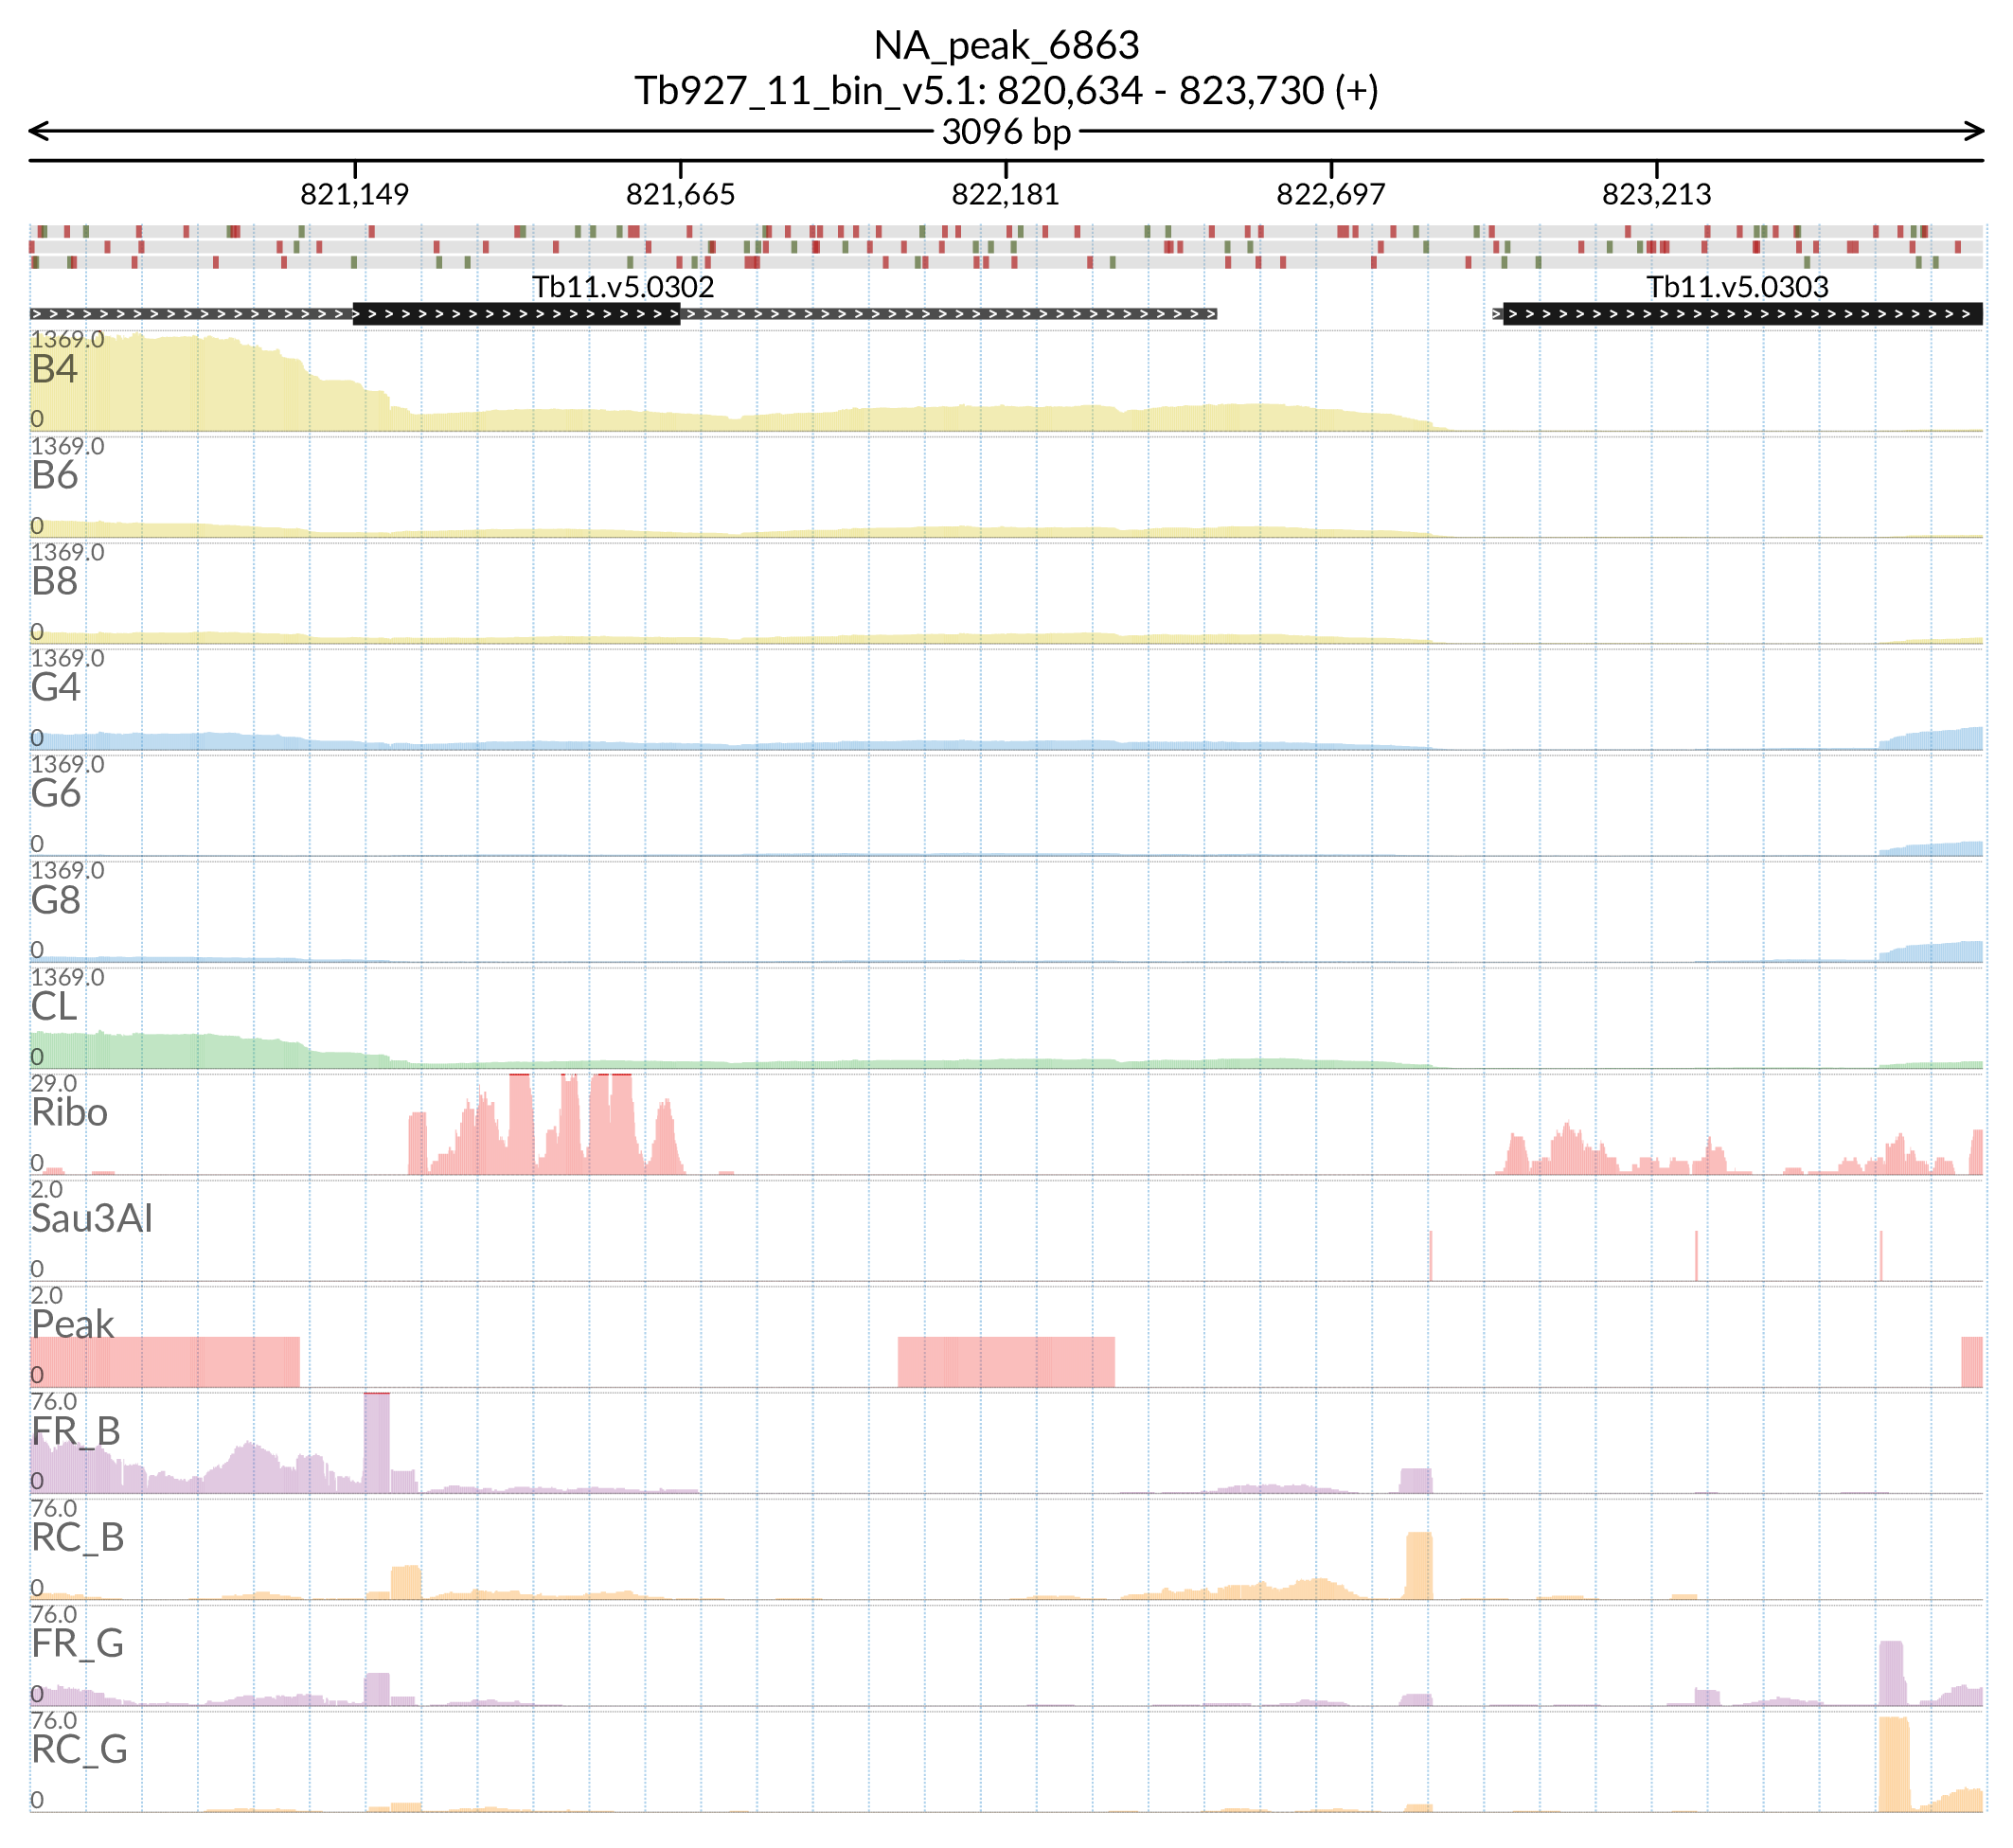 NA_peak_6863
Tb927_11_bin_v5.1: 820,634 - 823,730 (+)
3096 bp
821,149 821,665 822,181 822,697 823,213
Tb11.v5.0302 Tb11.v5.0303
1369.0
B4
0
1369.0
B6
0
1369.0
B8
0
1369.0
G4
0
1369.0
G6
0
1369.0
G8
0
1369.0
CL
0
29.0
Ribo
0
2.0
Sau3AI
0
2.0
Peak
0
76.0
FR_B
0
76.0
RC_B
0
76.0
FR_G
0
76.0
RC_G
0